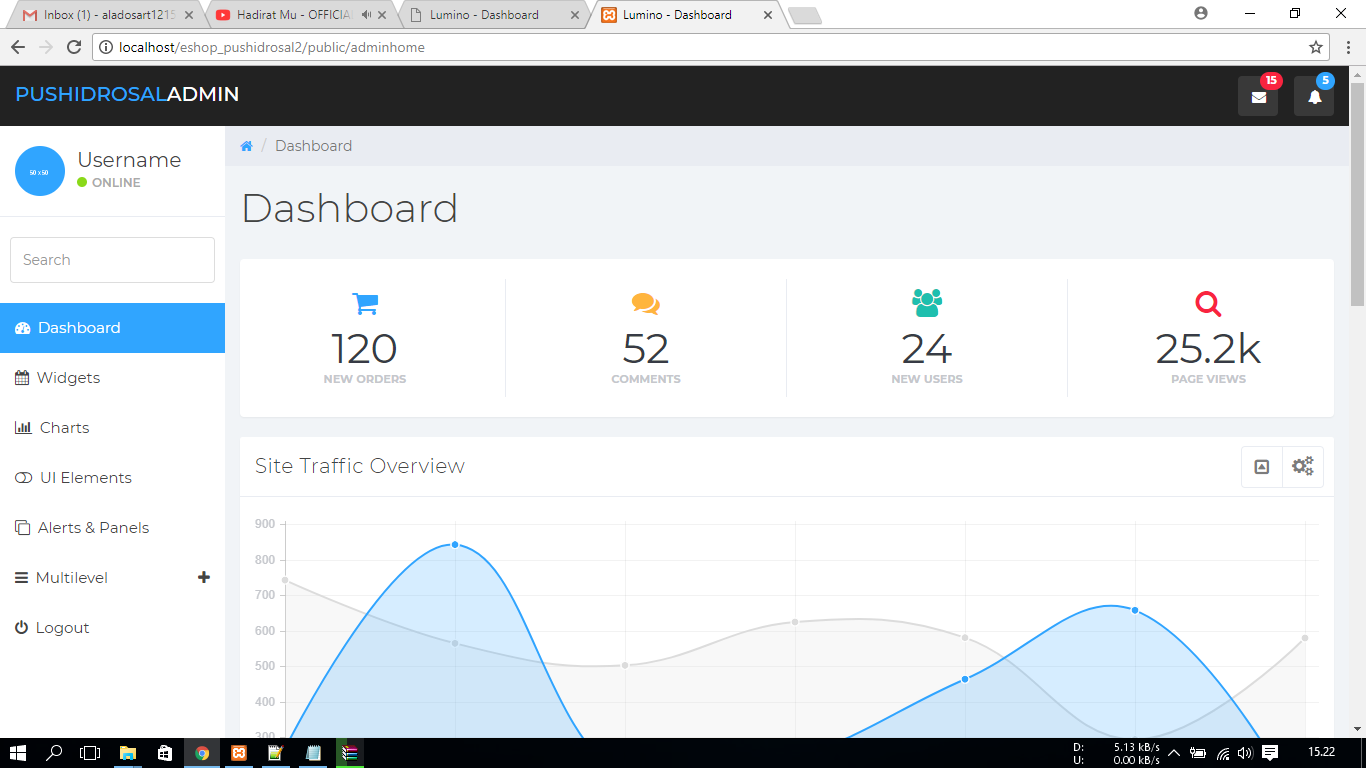 Inbox (1) - aladosart1215
Hadirat Mu - OFFICIAL
Lumino - Dashboard
Lumino - Dashboard
localhost/eshop_pushidrosal2/public/adminhome
PUSHIDROSALADMIN
15
5
50 x 50
Username
ONLINE
Search
Dashboard
Widgets
Charts
UI Elements
Alerts & Panels
Multilevel
Logout
/ Dashboard
Dashboard
120
NEW ORDERS
52
COMMENTS
24
NEW USERS
25.2k
PAGE VIEWS
Site Traffic Overview
900
800
700
600
500
400
300
D: 5.13 kB/s
U: 0.00 kB/s
15.22